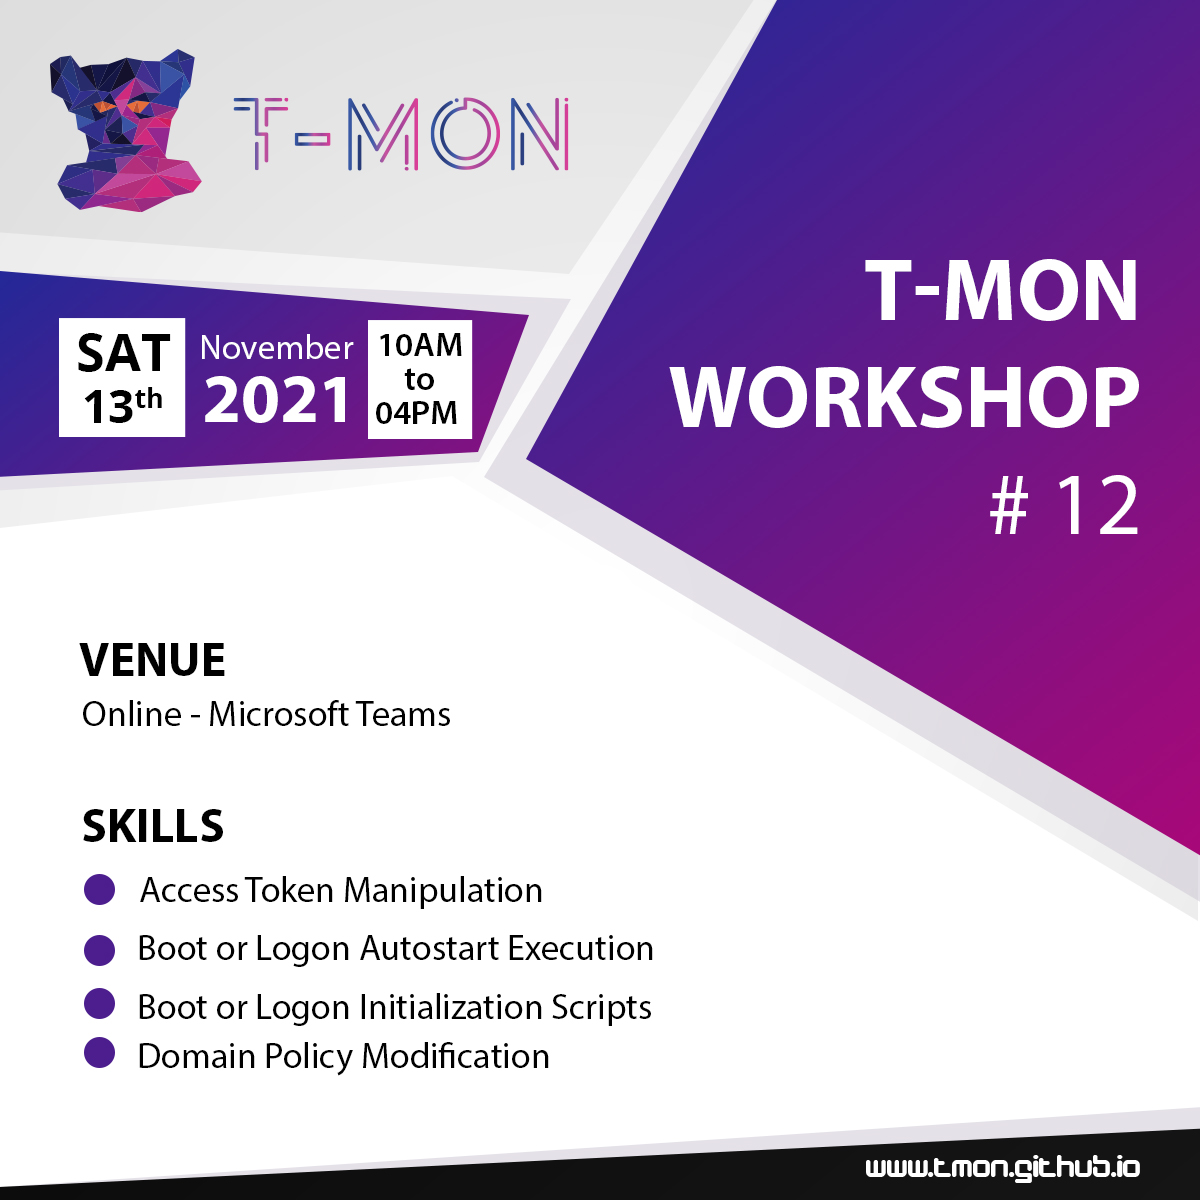 T-MON
SAT
13th
November
2021
10AM
to
04PM
T-MON
WORKSHOP
# 12
VENUE
Online - Microsoft Teams
SKILLS
Access Token Manipulation
Boot or Logon Autostart Execution
Boot or Logon Initialization Scripts
Domain Policy Modification
www.t.mon.github.io